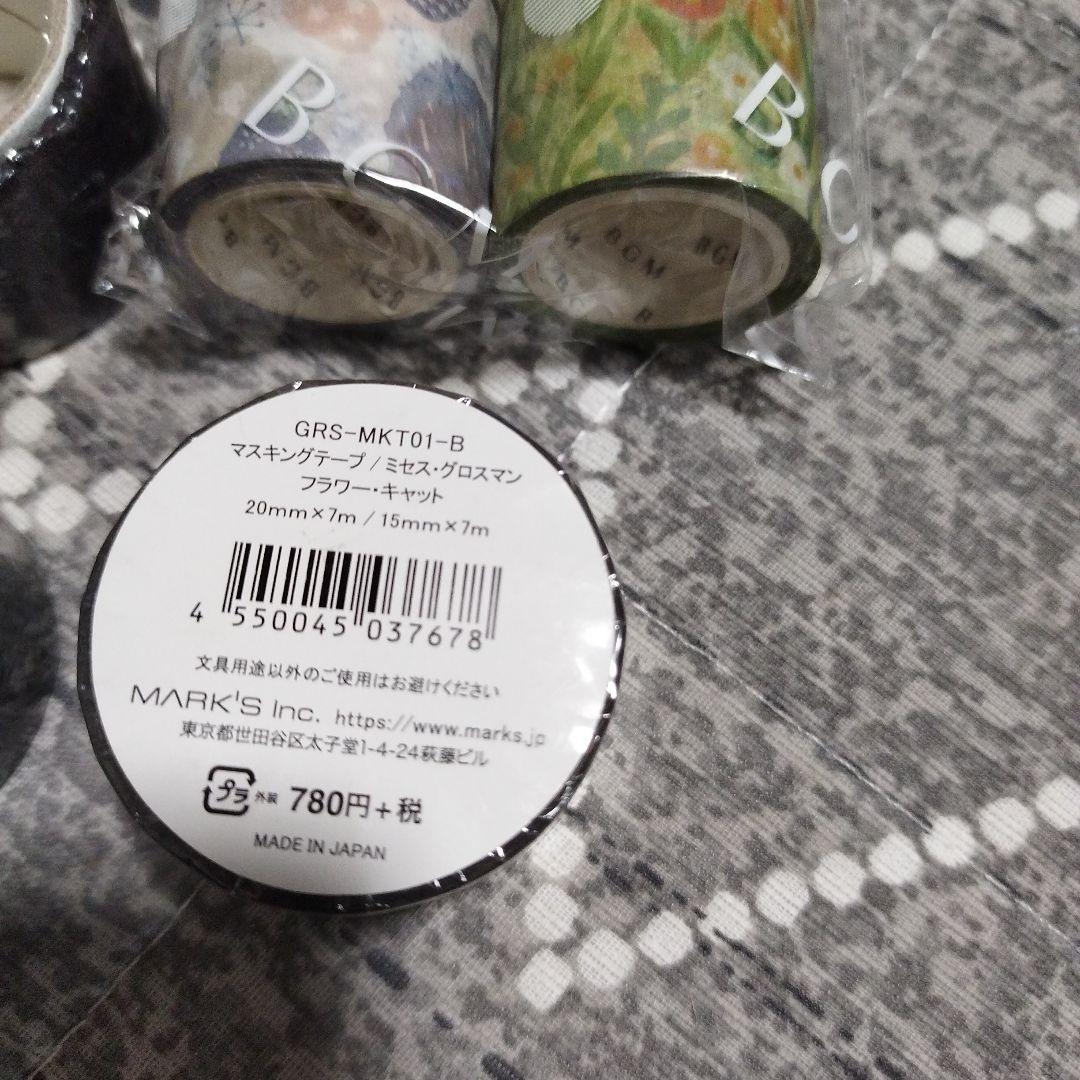 B
C
B
C
BGM
BGM
GRS-MKT01-B
マスキングテープ / ミセス・グロスマン
フラワー・キャット
20mm×7m / 15mm×7m
4 550045 037678
文具用途以外のご使用はお避けください
MARK'S Inc. https://www.marks.jp
東京都世田谷区太子堂1-4-24萩藤ビル
プラ 外装 780円+税
MADE IN JAPAN